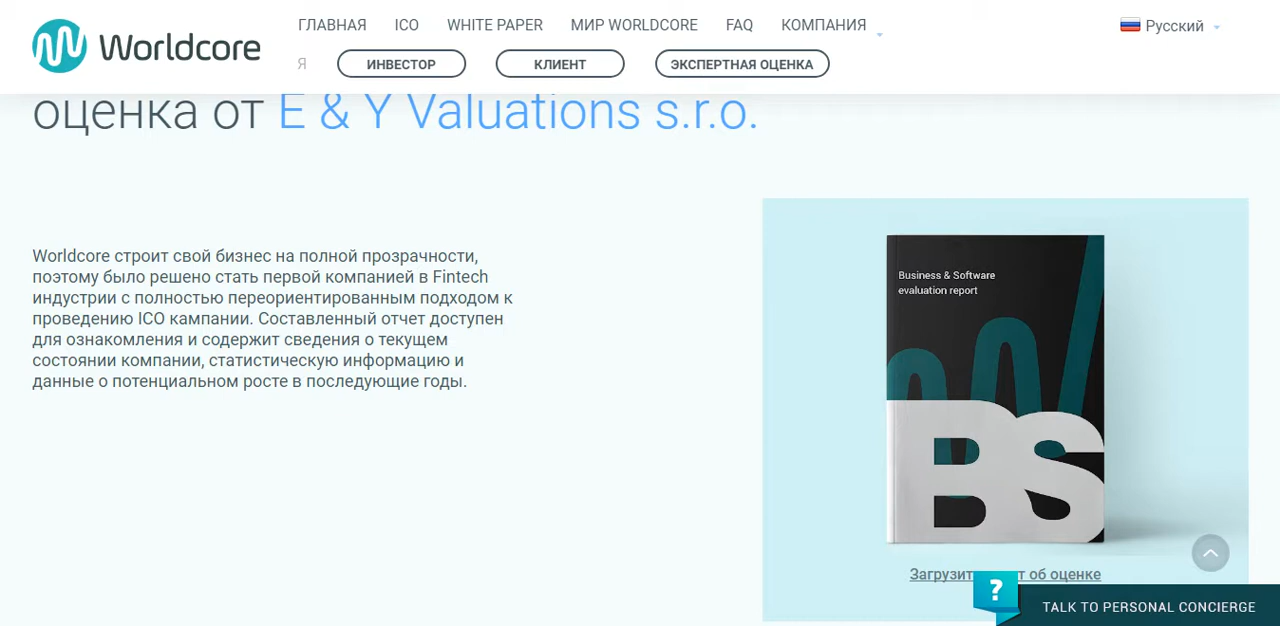 Worldcore
ГЛАВНАЯ ICO WHITE PAPER МИР WORLDCORE FAQ КОМПАНИЯ
Русский
Я ИНВЕСТОР КЛИЕНТ ЭКСПЕРТНАЯ ОЦЕНКА
оценка от E & Y Valuations s.r.o.
Worldcore строит свой бизнес на полной прозрачности,
поэтому было решено стать первой компанией в Fintech
индустрии с полностью переориентированным подходом к
проведению ICO кампании. Составленный отчет доступен
для ознакомления и содержит сведения о текущем
состоянии компании, статистическую информацию и
данные о потенциальном росте в последующие годы.
Business & Software
evaluation report
BS
об оценке
?
TALK TO PERSONAL CONCIERGE